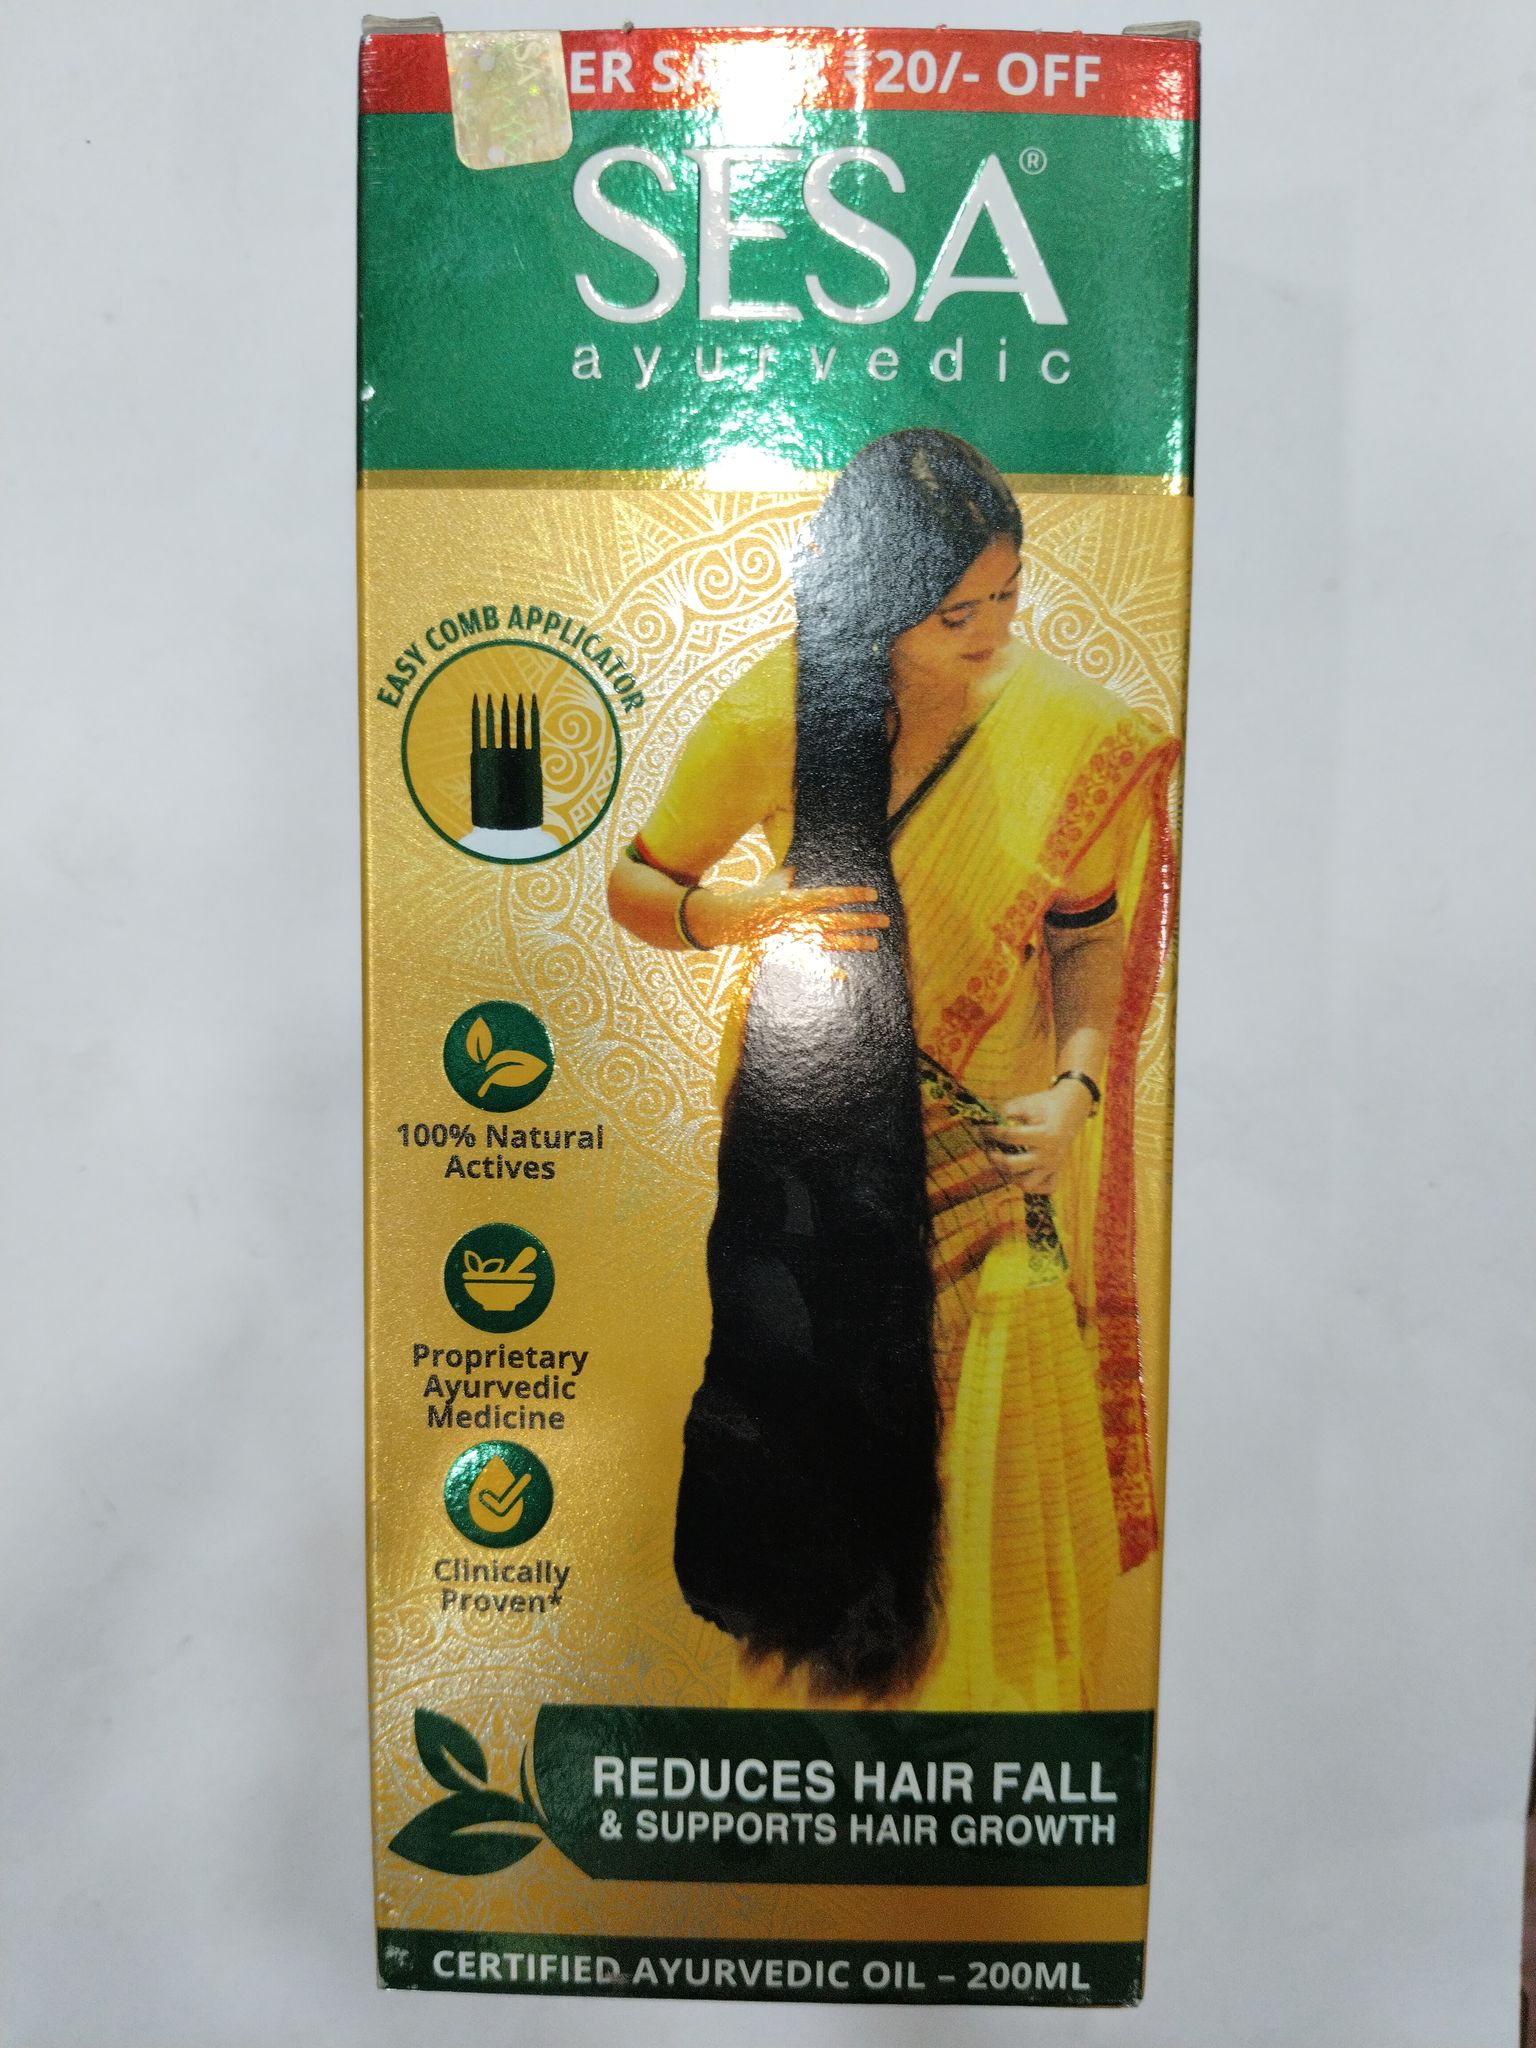 ER SA ₹20/- OFF
SESA®
ayurvedic
EASY COMB APPLICATOR
100% Natural
Actives
Proprietary
Ayurvedic
Medicine
Clinically
Proven*
REDUCES HAIR FALL
& SUPPORTS HAIR GROWTH
CERTIFIED AYURVEDIC OIL – 200ML